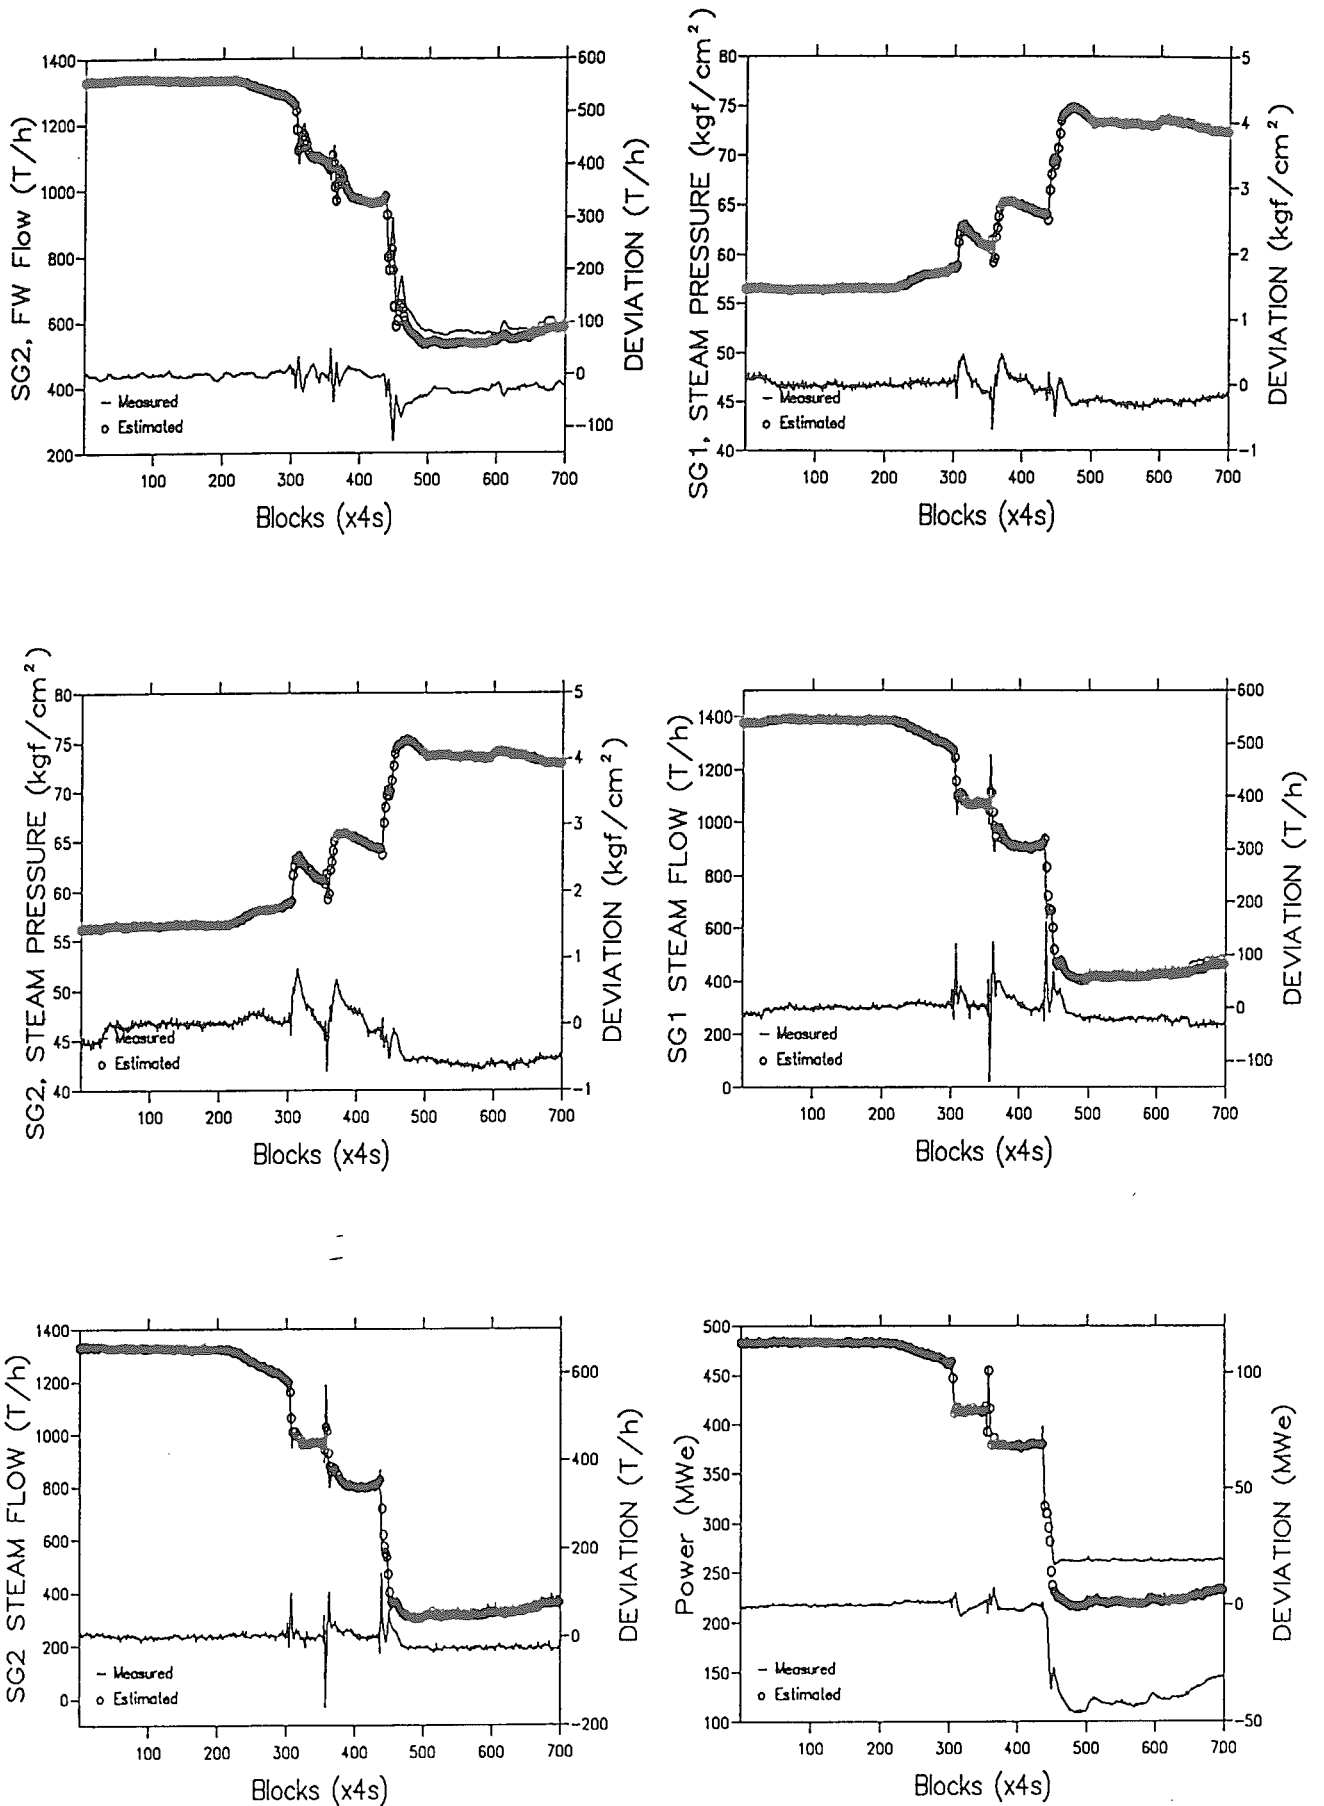 SG2, FW Flow (T/h)
1400
1200
1000
800
600
400
200
600
500
400
300
200
100
0
-100
DEVIATION (T/h)
— Measured
o Estimated
100 200 300 400 500 600 700
Blocks (x4s)
SG1, STEAM PRESSURE (kgf/cm²)
80
75
70
65
60
55
50
45
40
5
4
3
2
1
0
-1
DEVIATION (kgf/cm²)
— Measured
o Estimated
100 200 300 400 500 600 700
Blocks (x4s)
SG2, STEAM PRESSURE (kgf/cm²)
80
75
70
65
60
55
50
45
40
5
4
3
2
1
0
-1
DEVIATION (kgf/cm²)
Measured
o Estimated
100 200 300 400 500 600 700
Blocks (x4s)
SG1 STEAM FLOW (T/h)
1400
1200
1000
800
600
400
200
0
600
500
400
300
200
100
0
-100
DEVIATION (T/h)
— Measured
o Estimated
100 200 300 400 500 600 700
Blocks (x4s)
SG2 STEAM FLOW (T/h)
1400
1200
1000
800
600
400
200
0
600
400
200
0
-200
DEVIATION (T/h)
— Measured
o Estimated
100 200 300 400 500 600 700
Blocks (x4s)
Power (MWe)
500
450
400
350
300
250
200
150
100
100
50
0
-50
DEVIATION (MWe)
— Measured
o Estimated
100 200 300 400 500 600 700
Blocks (x4s)